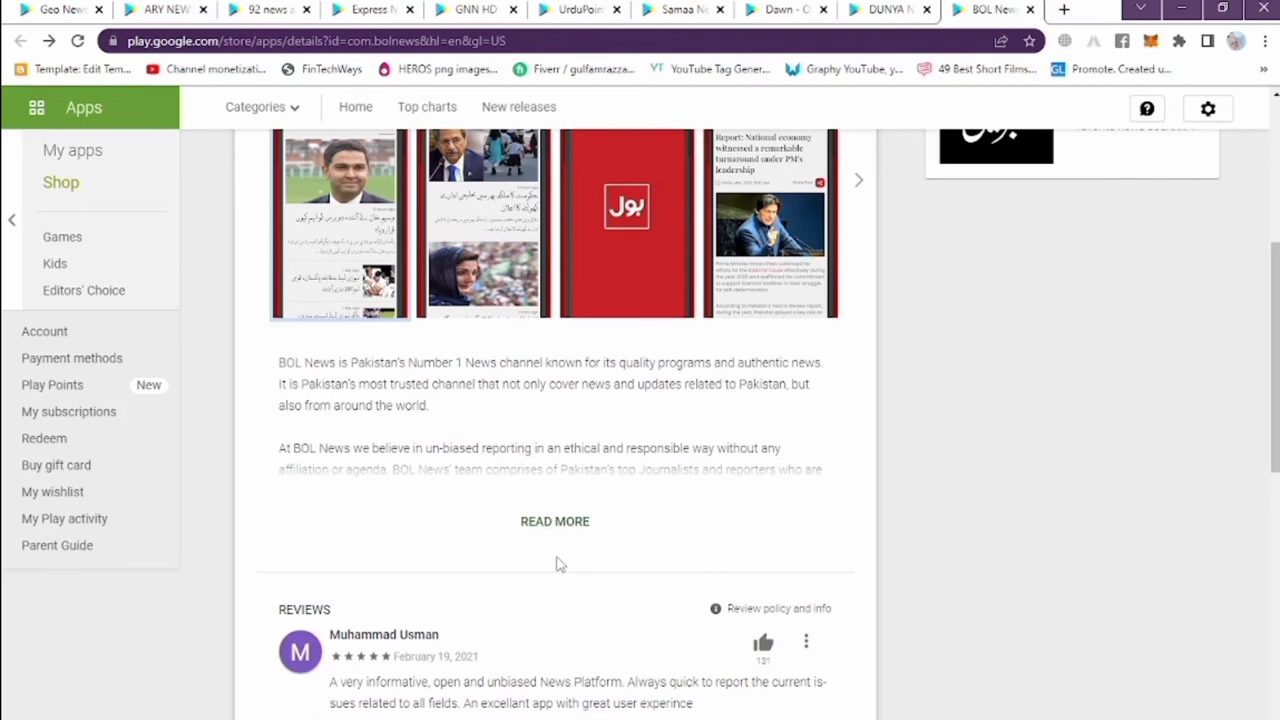 Geo News
ARY NEW
92 news a
Express N
GNN HD
UrduPoin
Samaa Ne
Dawn - O
DUNYA N
BOL New
play.google.com/store/apps/details?id=com.bolnews&hl=en&gl=US
Template: Edit Tem...
Channel monetizati...
FinTechWays
HEROS png images...
Fiverr / gulfamrazza...
YT YouTube Tag Gener...
Graphy YouTube, y...
49 Best Short Films...
GL Promote. Created u...
Apps
Categories
Home
Top charts
New releases
My apps
Shop
Games
Kids
Editors' Choice
Account
Payment methods
Play Points New
My subscriptions
Redeem
Buy gift card
My wishlist
My Play activity
Parent Guide
بول
Report: National economy
witnessed a remarkable
turnaround under PM's
leadership
BOL News is Pakistan's Number 1 News channel known for its quality programs and authentic news.
It is Pakistan's most trusted channel that not only cover news and updates related to Pakistan, but
also from around the world.
At BOL News we believe in un-biased reporting in an ethical and responsible way without any
affiliation or agenda. BOL News' team comprises of Pakistan's top Journalists and reporters who are
READ MORE
REVIEWS
Review policy and info
M
Muhammad Usman
February 19, 2021
131
A very informative, open and unbiased News Platform. Always quick to report the current is-
sues related to all fields. An excellant app with great user experince